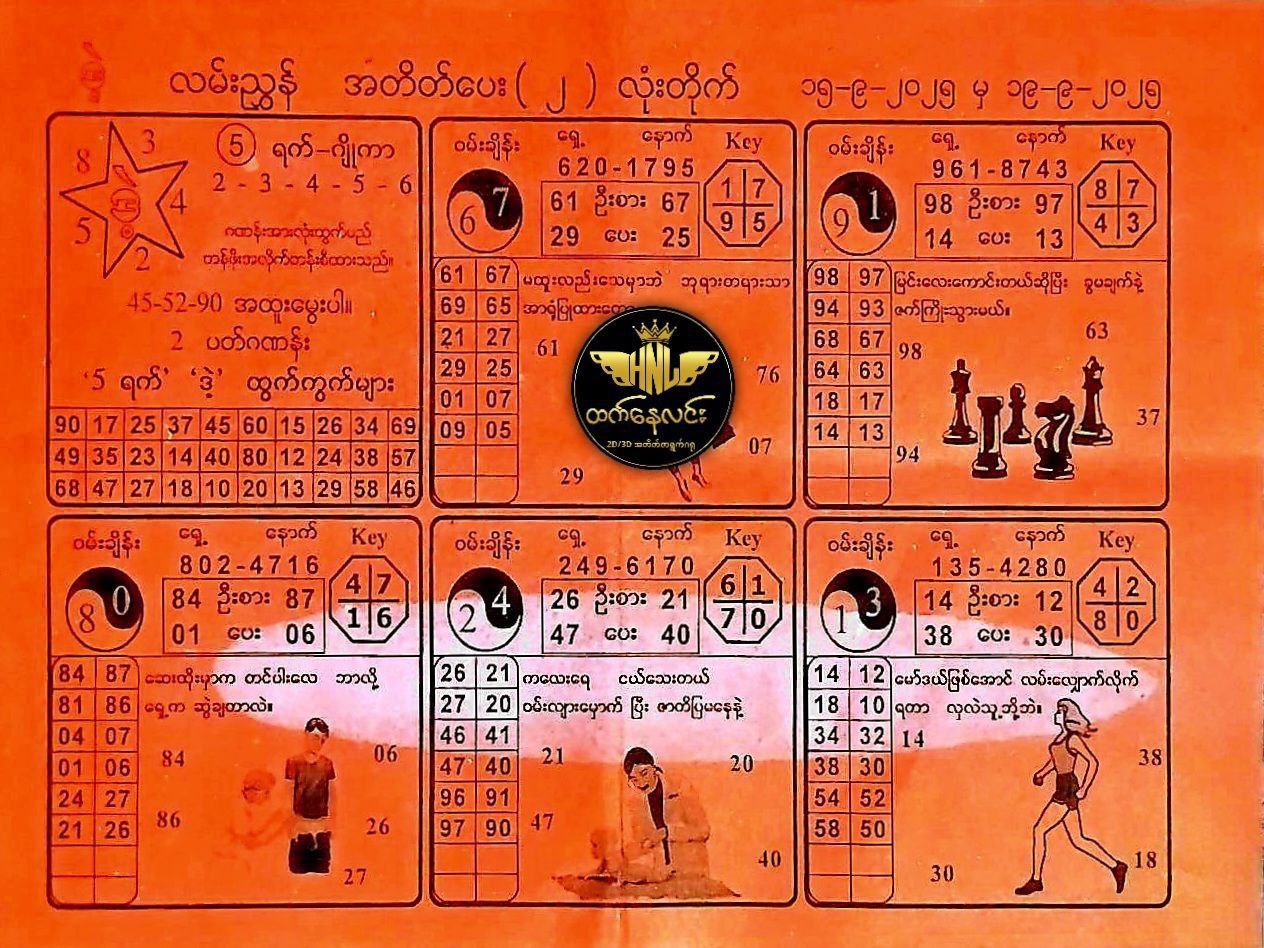 လမ်းညွှန် အတိတ်ပေး ( ၂ ) လုံးတိုက် ၁၅-၉-၂၀၂၅ မှ ၁၉-၉-၂၀၂၅
8 3
5 4
2
5 ရက်-ဂျိုကာ
2 - 3 - 4 - 5 - 6
ဂဏန်းအားလုံးထွက်မည်
တန်ဖိုးအလိုက်တန်းစီထားသည်။
45-52-90 အထူးမွေးပါ။
2 ပတ်ဂဏန်း
'5 ရက်' 'ဒဲ့' ထွက်ကွက်များ
90 17 25 37 45 60 15 26 34 69
49 35 23 14 40 80 12 24 38 57
68 47 27 18 10 20 13 29 58 46
ဝမ်းချိန်း ရှေ့ နောက် Key
620-1795
6 7
61 ဦးစား 67
29 ပေး 25
1 7
9 5
61 67
69 65
21 27
29 25
01 07
09 05
မထူးလည်းသေမှာဘဲ ဘုရားတရားသာ
အာရုံပြုထား
61
76
07
29
HNL
ထက်နေလင်း
2D/3D အတိတ်တရွက်ဂရု
ဝမ်းချိန်း ရှေ့ နောက် Key
961-8743
9 1
98 ဦးစား 97
14 ပေး 13
8 7
4 3
98 97
94 93
68 67
64 63
18 17
14 13
မြင်းလေးကောင်းတယ်ဆိုပြီး ခွမချက်နဲ့
ဇက်ကြိုးသွားမယ်။
63
98
37
94
ဝမ်းချိန်း ရှေ့ နောက် Key
802-4716
8 0
84 ဦးစား 87
01 ပေး 06
4 7
1 6
84 87
81 86
04 07
01 06
24 27
21 26
ဆေးထိုးမှာက တင်ပါးလေ ဘာလို့
ရှေ့က ဆွဲချတာလဲ။
84 06
86 26
27
ဝမ်းချိန်း ရှေ့ နောက် Key
249-6170
2 4
26 ဦးစား 21
47 ပေး 40
6 1
7 0
26 21
27 20
46 41
47 40
96 91
97 90
ကလေးရေ ငယ်သေးတယ်
ဝမ်းလျားမှောက် ပြီး ဇာတိပြမနေနဲ့
21 20
47
40
ဝမ်းချိန်း ရှေ့ နောက် Key
135-4280
1 3
14 ဦးစား 12
38 ပေး 30
4 2
8 0
14 12
18 10
34 32
38 30
54 52
58 50
မော်ဒယ်ဖြစ်အောင် လမ်းလျှောက်လိုက်
ရတာ လှလဲသူ့ဘို့ဘဲ။
14
38
18
30